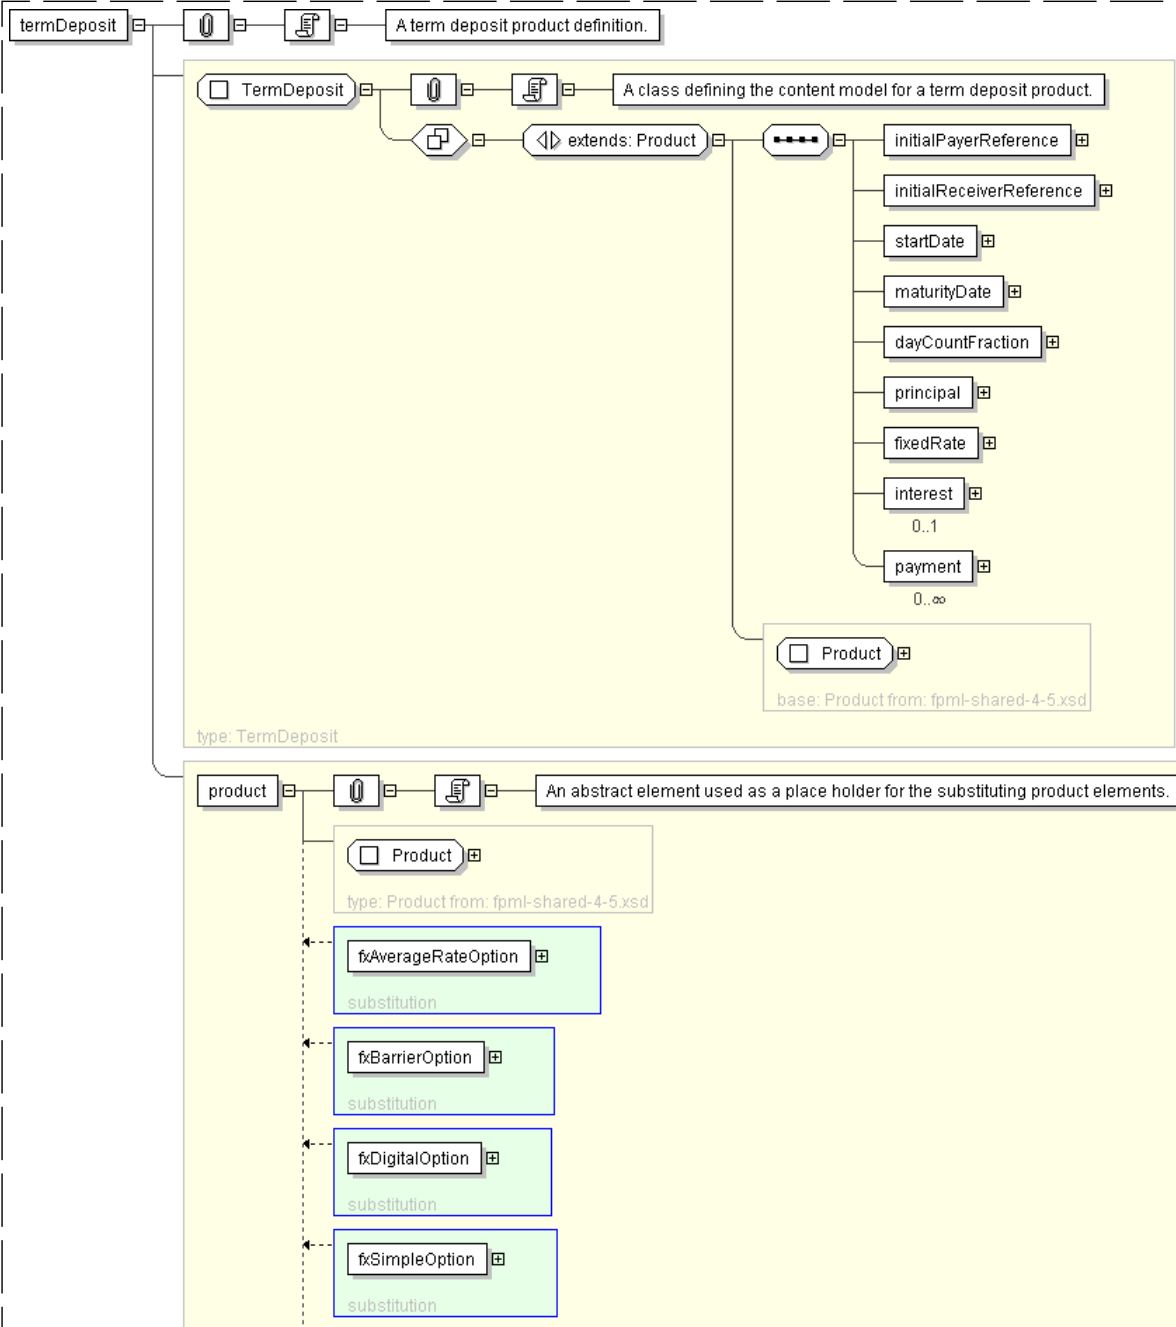 termDeposit
A term deposit product definition.
TermDeposit
A class defining the content model for a term deposit product.
extends: Product
initialPayerReference
initialReceiverReference
startDate
maturityDate
dayCountFraction
principal
fixedRate
interest
0..1
payment
0..∞
Product
base: Product from: fpml-shared-4-5.xsd
type: TermDeposit
product
An abstract element used as a place holder for the substituting product elements.
Product
type: Product from: fpml-shared-4-5.xsd
fxAverageRateOption
substitution
fxBarrierOption
substitution
fxDigitalOption
substitution
fxSimpleOption
substitution